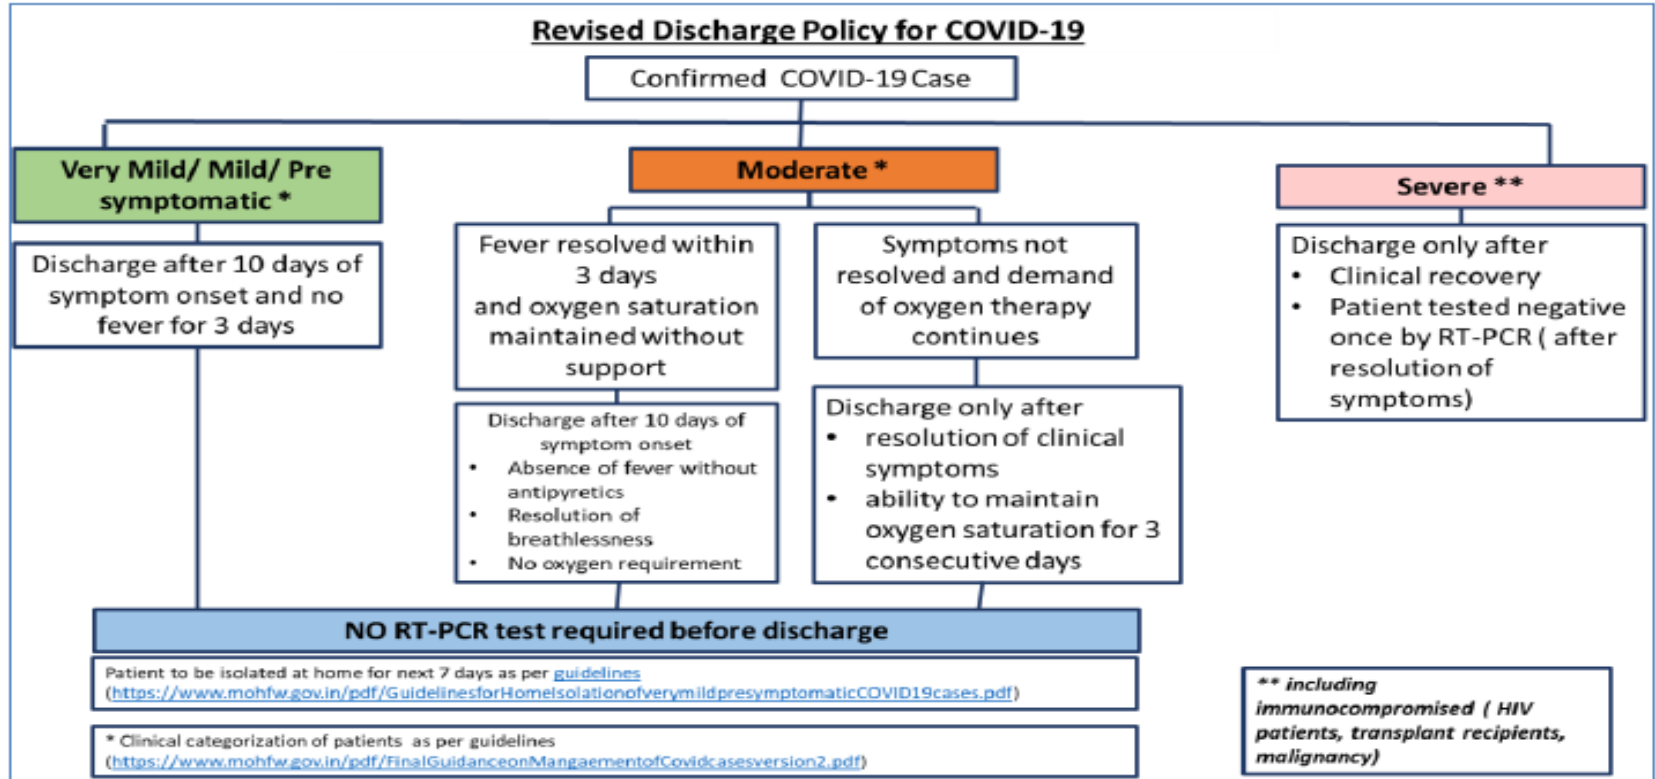 Revised Discharge Policy for COVID-19
Confirmed COVID-19 Case
Very Mild/ Mild/ Pre
symptomatic *
Discharge after 10 days of
symptom onset and no
fever for 3 days
Moderate *
Fever resolved within
3 days
and oxygen saturation
maintained without
support
Discharge after 10 days of
symptom onset
• Absence of fever without
antipyretics
• Resolution of
breathlessness
• No oxygen requirement
Symptoms not
resolved and demand
of oxygen therapy
continues
Discharge only after
• resolution of clinical
symptoms
• ability to maintain
oxygen saturation for 3
consecutive days
Severe **
Discharge only after
• Clinical recovery
• Patient tested negative
once by RT-PCR ( after
resolution of
symptoms)
NO RT-PCR test required before discharge
Patient to be isolated at home for next 7 days as per guidelines
(https://www.mohfw.gov.in/pdf/GuidelinesforHomeIsolationofverymildpresymptomaticCOVID19cases.pdf)
* Clinical categorization of patients as per guidelines
(https://www.mohfw.gov.in/pdf/FinalGuidanceonMangaementofCovidcasesversion2.pdf)
** including
immunocompromised ( HIV
patients, transplant recipients,
malignancy)